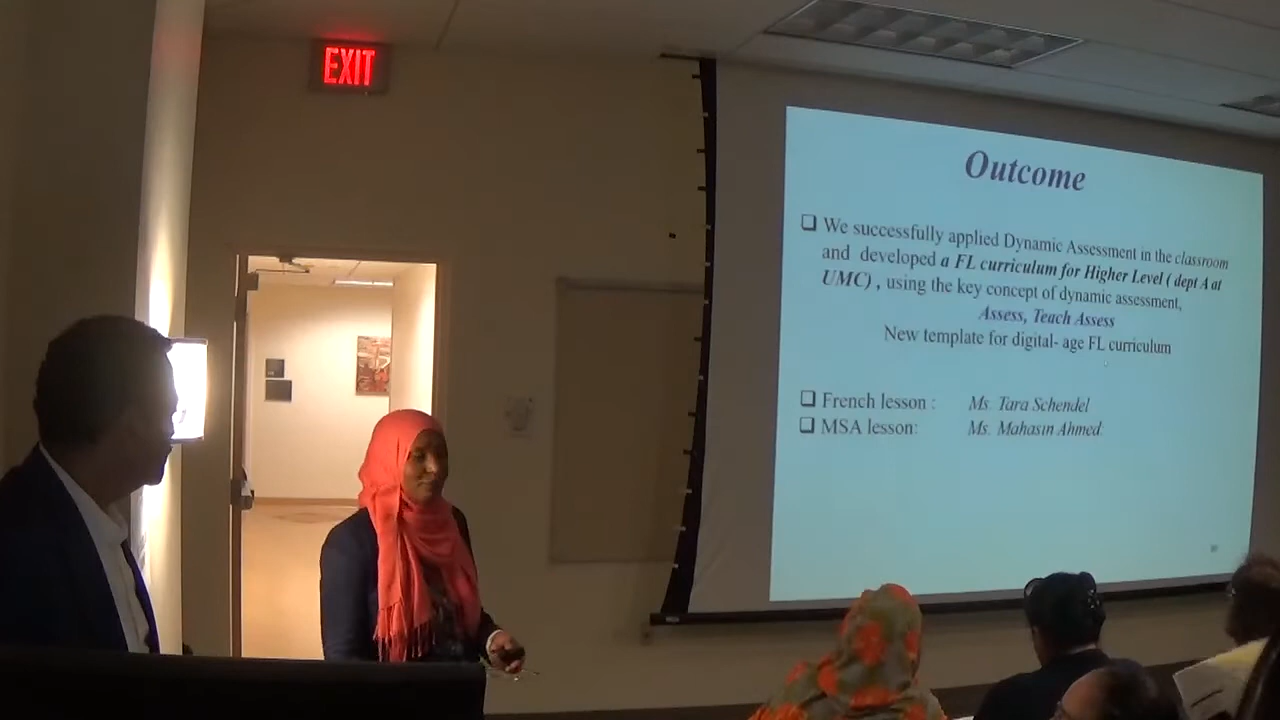 EXIT
Outcome
❑ We successfully applied Dynamic Assessment in the classroom
and developed a FL curriculum for Higher Level ( dept A at
UMC) , using the key concept of dynamic assessment,
Assess, Teach Assess
New template for digital- age FL curriculum
❑ French lesson : Ms. Tara Schendel
❑ MSA lesson: Ms. Mahasin Ahmed